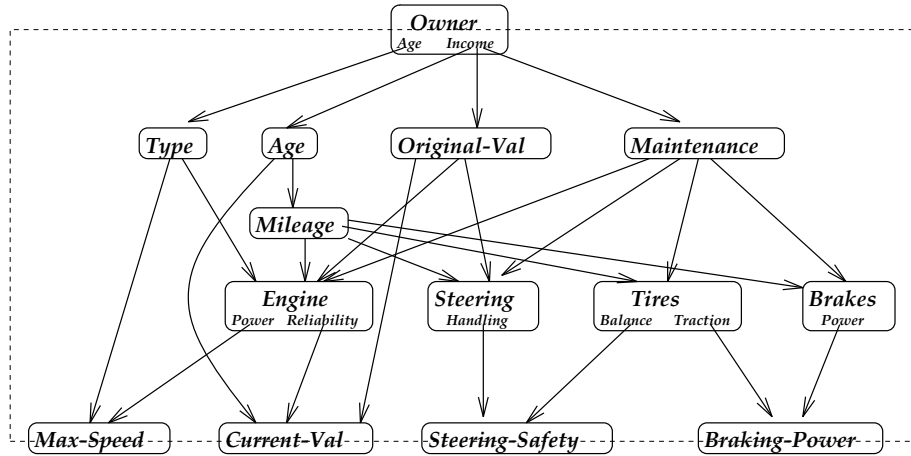 Owner
Age Income
Type Age Original-Val Maintenance
Mileage
Engine Steering Tires Brakes
Power Reliability Handling Balance Traction Power
Max-Speed Current-Val Steering-Safety Braking-Power